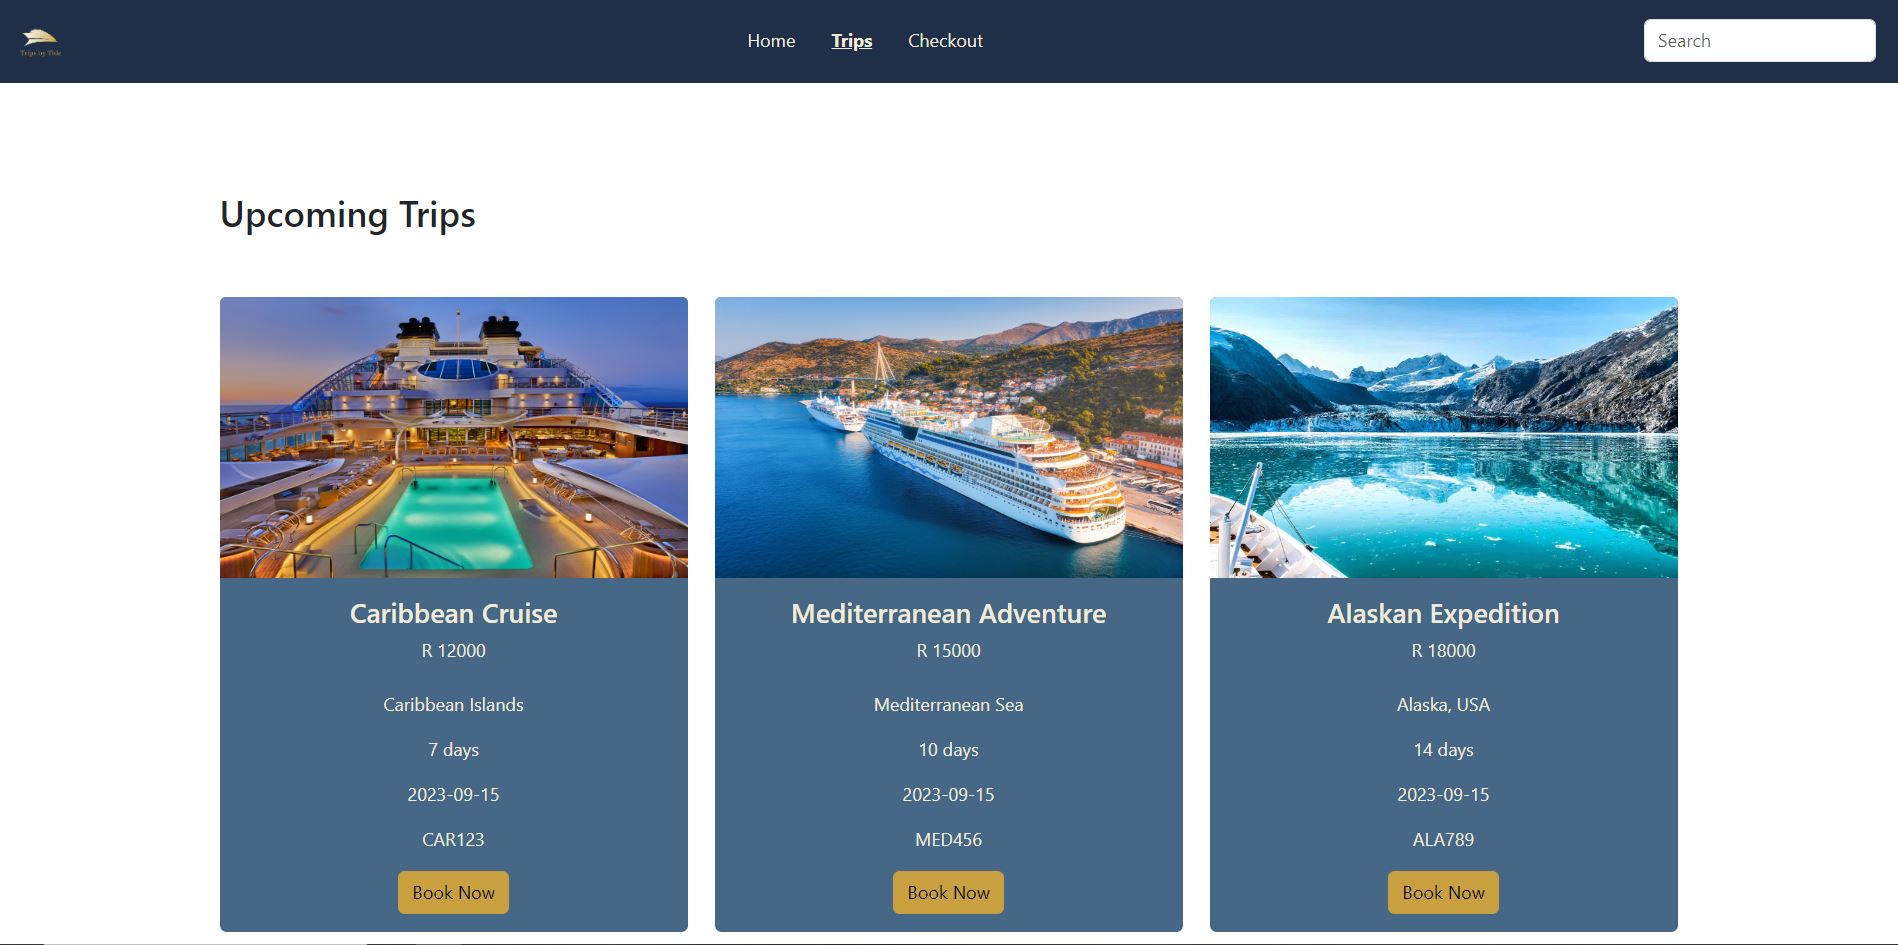 Trips by Tide
Home Trips Checkout
Search
Upcoming Trips
Caribbean Cruise
R 12000
Caribbean Islands
7 days
2023-09-15
CAR123
Book Now
Mediterranean Adventure
R 15000
Mediterranean Sea
10 days
2023-09-15
MED456
Book Now
Alaskan Expedition
R 18000
Alaska, USA
14 days
2023-09-15
ALA789
Book Now